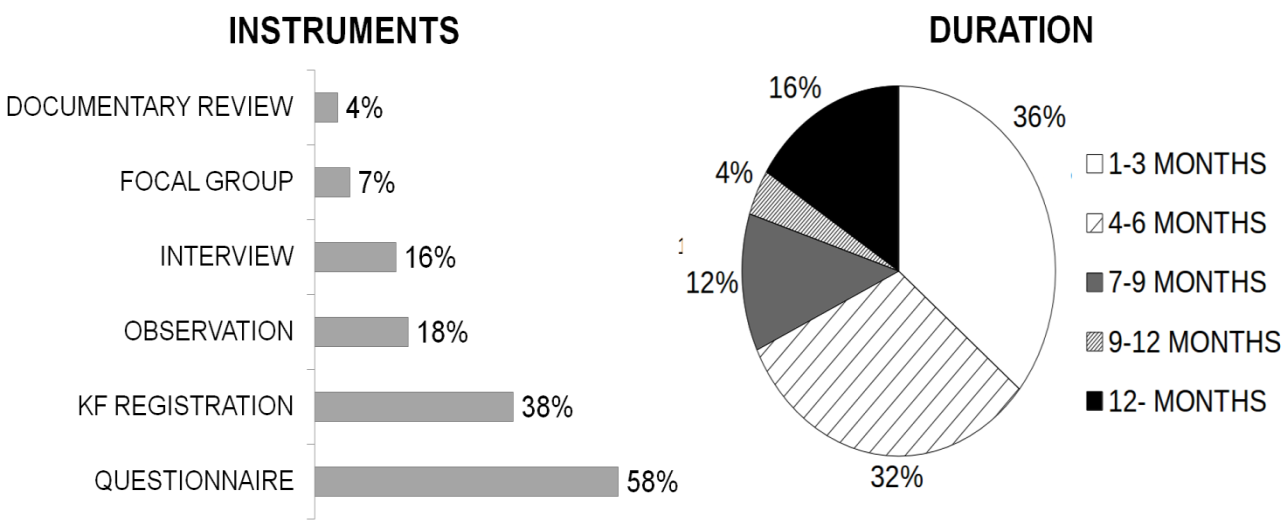 INSTRUMENTS
DOCUMENTARY REVIEW 4%
FOCAL GROUP 7%
INTERVIEW 16%
OBSERVATION 18%
KF REGISTRATION 38%
QUESTIONNAIRE 58%
DURATION
16%
36%
4%
12%
32%
1-3 MONTHS
4-6 MONTHS
7-9 MONTHS
9-12 MONTHS
12- MONTHS